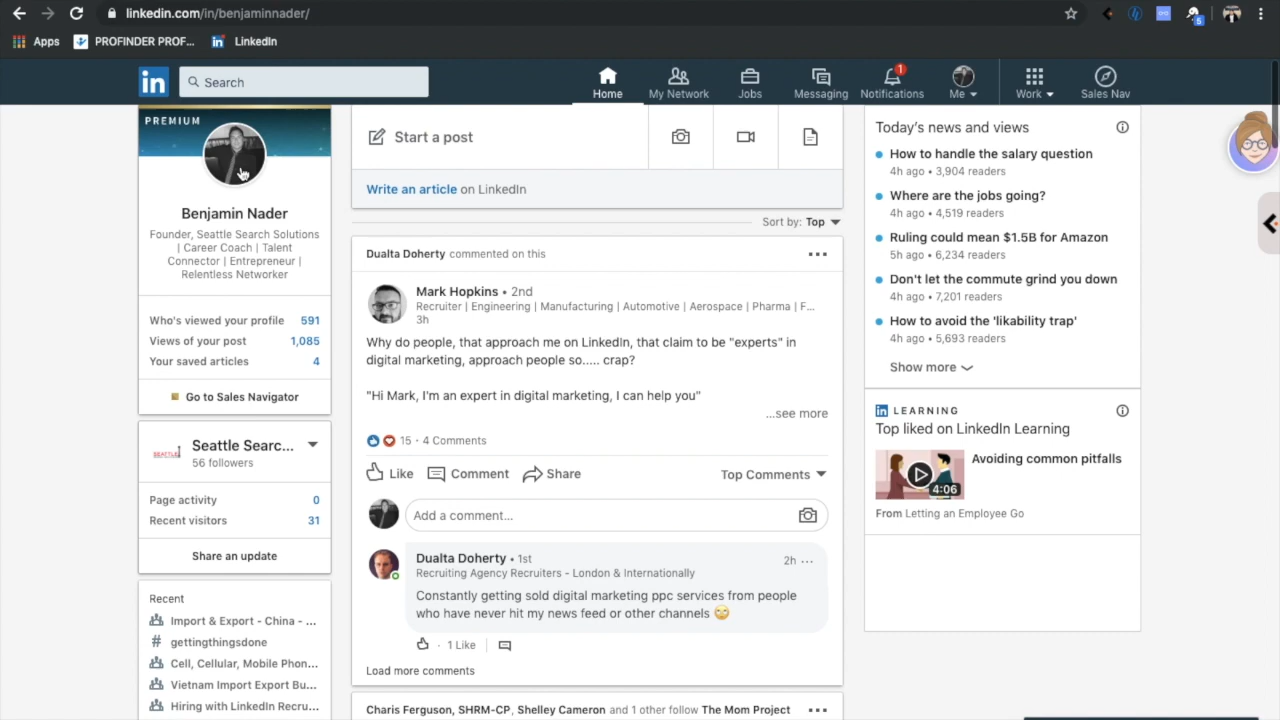 linkedin.com/in/benjaminnader/
5
Apps
PROFINDER PROF...
in
LinkedIn
in
Search
Home
My Network
Jobs
Messaging
1
Notifications
Me
Work
Sales Nav
PREMIUM
Benjamin Nader
Founder, Seattle Search Solutions
| Career Coach | Talent
Connector | Entrepreneur |
Relentless Networker
Who's viewed your profile 591
Views of your post 1,085
Your saved articles 4
Go to Sales Navigator
SEATTLE
Seattle Searc...
56 followers
Page activity 0
Recent visitors 31
Share an update
Recent
Import & Export - China - ...
# gettingthingsdone
Cell, Cellular, Mobile Phon...
Vietnam Import Export Bu...
Hiring with LinkedIn Recru...
Start a post
Write an article on LinkedIn
Sort by: Top
Dualta Doherty commented on this
Mark Hopkins • 2nd
Recruiter | Engineering | Manufacturing | Automotive | Aerospace | Pharma | F...
3h
Why do people, that approach me on LinkedIn, that claim to be "experts" in
digital marketing, approach people so..... crap?
"Hi Mark, I'm an expert in digital marketing, I can help you"
...see more
15 · 4 Comments
Like
Comment
Share
Top Comments
Add a comment...
Dualta Doherty • 1st
2h ...
Recruiting Agency Recruiters - London & Internationally
Constantly getting sold digital marketing ppc services from people
who have never hit my news feed or other channels 🙄
· 1 Like
Load more comments
Charis Ferguson, SHRM-CP, Shelley Cameron and 1 other follow The Mom Project
Today's news and views
How to handle the salary question
4h ago • 3,904 readers
Where are the jobs going?
4h ago • 4,519 readers
Ruling could mean $1.5B for Amazon
5h ago • 6,234 readers
Don't let the commute grind you down
4h ago • 7,201 readers
How to avoid the 'likability trap'
4h ago • 5,693 readers
Show more
in LEARNING
Top liked on LinkedIn Learning
4:06
Avoiding common pitfalls
From Letting an Employee Go